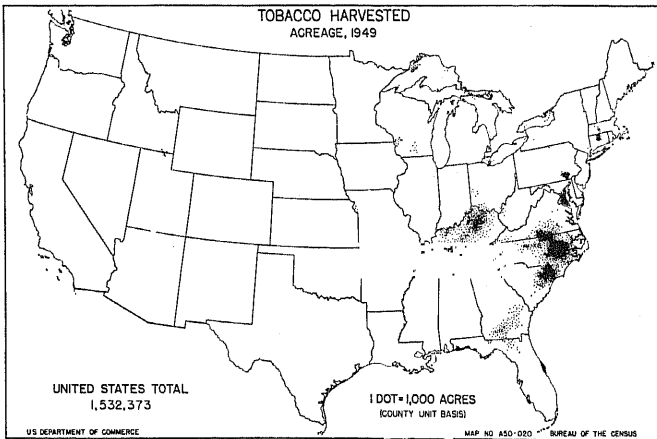 TOBACCO HARVESTED
ACREAGE, 1949
UNITED STATES TOTAL
1,532,373
1 DOT=1,000 ACRES
(COUNTY UNIT BASIS)
US DEPARTMENT OF COMMERCE
MAP NO A50-020 BUREAU OF THE CENSUS